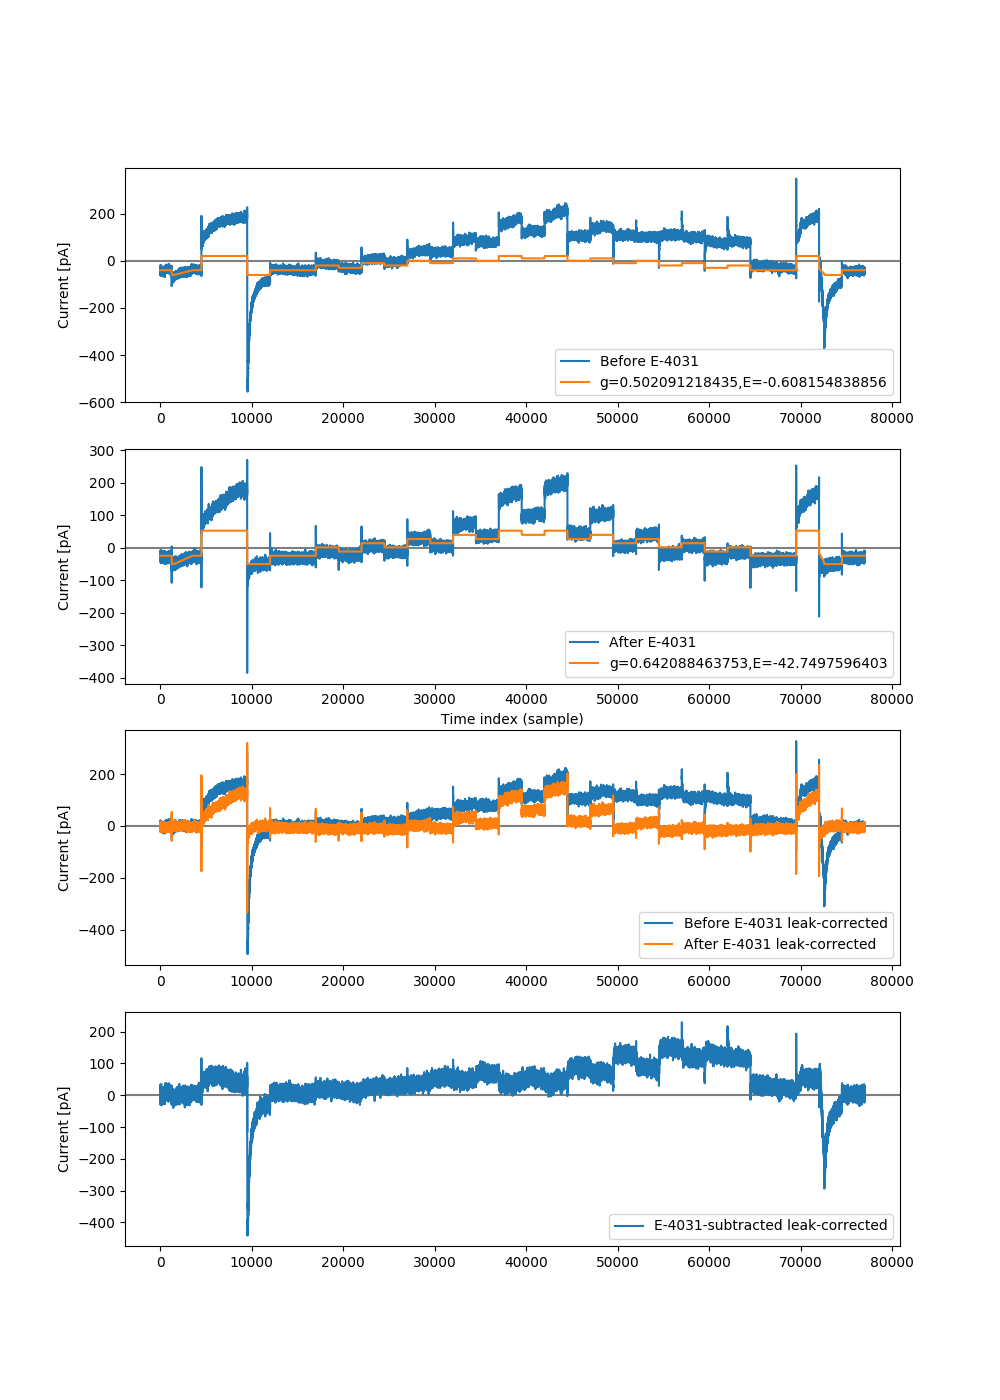 200
0
−200
−400
−600
Current [pA]
Before E-4031
g=0.502091218435,E=-0.608154838856
0 10000 20000 30000 40000 50000 60000 70000 80000
300
200
100
0
−100
−200
−300
−400
Current [pA]
After E-4031
g=0.642088463753,E=-42.7497596403
0 10000 20000 30000 40000 50000 60000 70000 80000
Time index (sample)
200
0
−200
−400
Current [pA]
Before E-4031 leak-corrected
After E-4031 leak-corrected
0 10000 20000 30000 40000 50000 60000 70000 80000
200
100
0
−100
−200
−300
−400
Current [pA]
E-4031-subtracted leak-corrected
0 10000 20000 30000 40000 50000 60000 70000 80000